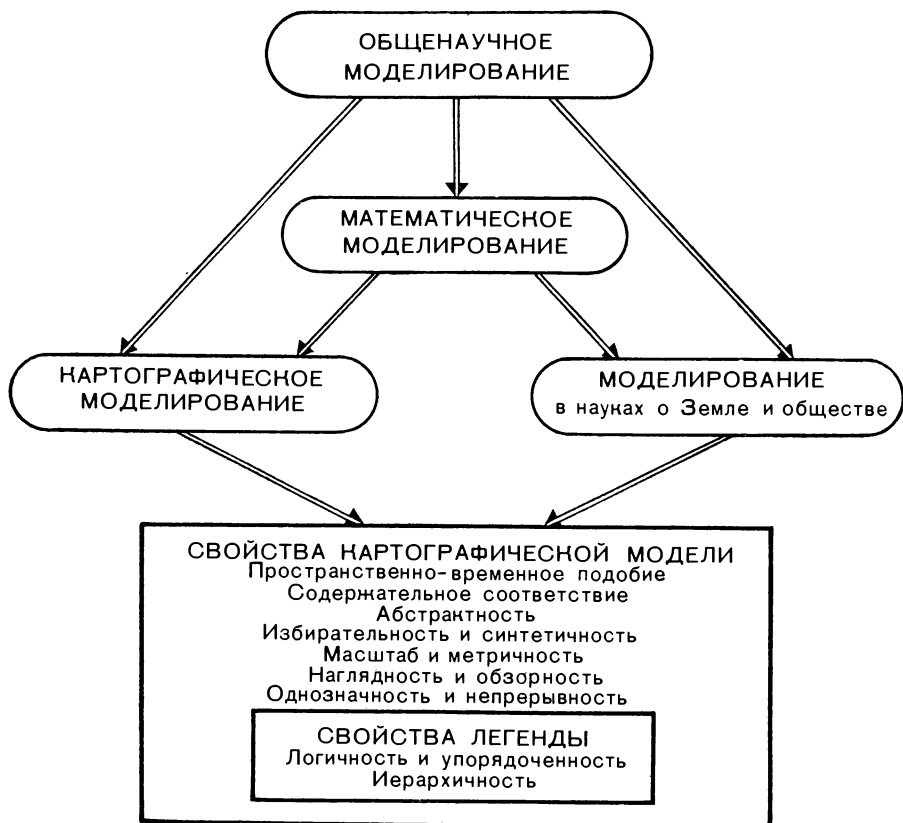 ОБЩЕНАУЧНОЕ
МОДЕЛИРОВАНИЕ
МАТЕМАТИЧЕСКОЕ
МОДЕЛИРОВАНИЕ
КАРТОГРАФИЧЕСКОЕ
МОДЕЛИРОВАНИЕ
МОДЕЛИРОВАНИЕ
в науках о Земле и обществе
СВОЙСТВА КАРТОГРАФИЧЕСКОЙ МОДЕЛИ
Пространственно-временное подобие
Содержательное соответствие
Абстрактность
Избирательность и синтетичность
Масштаб и метричность
Наглядность и обзорность
Однозначность и непрерывность
СВОЙСТВА ЛЕГЕНДЫ
Логичность и упорядоченность
Иерархичность